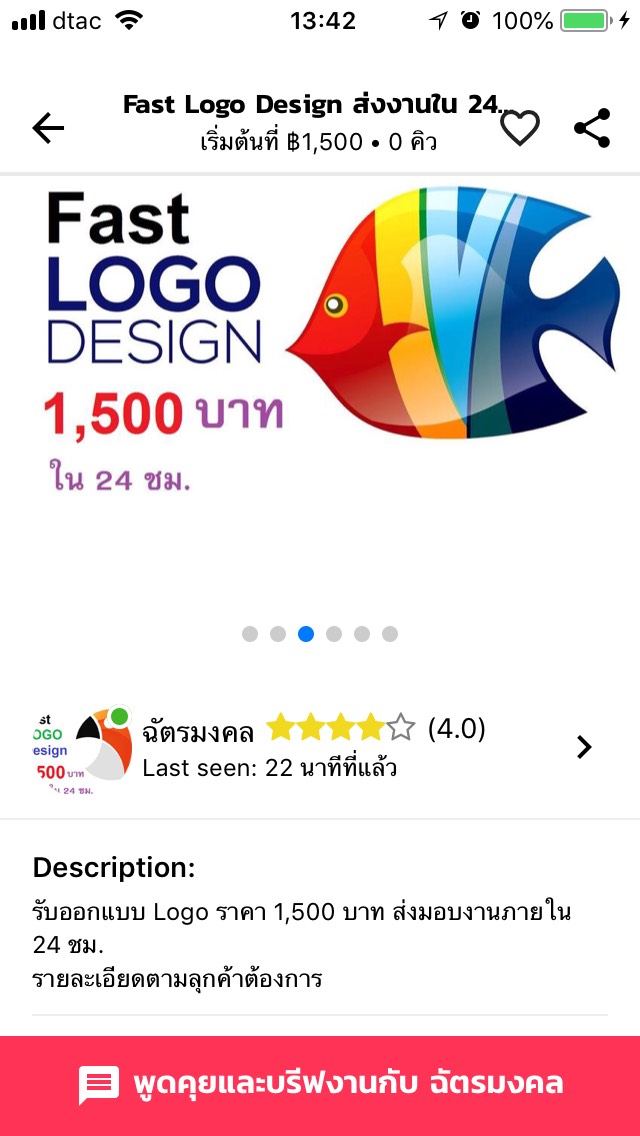 dtac 13:42 100%
Fast Logo Design ส่งงานใน 24...
เริ่มต้นที่ ฿1,500 • 0 คิว
Fast
LOGO
DESIGN
1,500 บาท
ใน 24 ชม.
st
OGO
esign
500 บาท
ใน 24 ชม.
ฉัตรมงคล (4.0)
Last seen: 22 นาทีที่แล้ว
Description:
รับออกแบบ Logo ราคา 1,500 บาท ส่งมอบงานภายใน
24 ชม.
รายละเอียดตามลุกค้าต้องการ
พูดคุยและบรีฟงานกับ ฉัตรมงคล